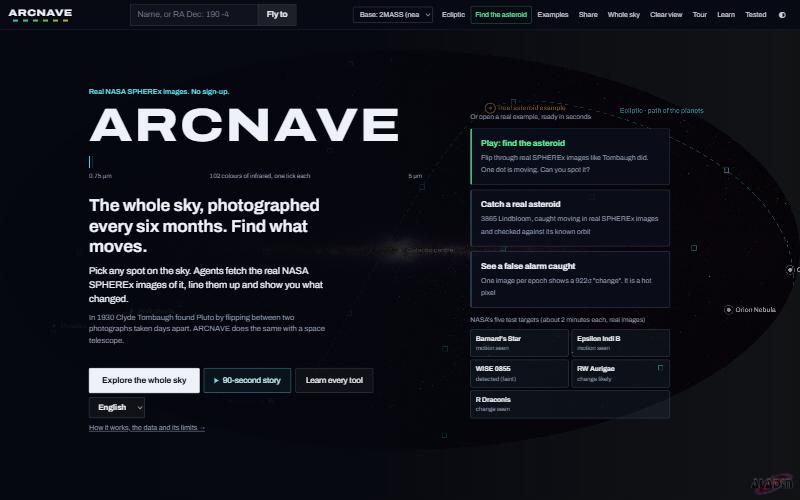 ARCNAVE
Name, or RA Dec: 190 -4
Fly to
Base: 2MASS (nea
Ecliptic
Find the asteroid
Examples
Share
Whole sky
Clear view
Tour
Learn
Tested
Real NASA SPHEREx images. No sign-up.
ARCNAVE
0.75 µm
102 colours of infrared, one tick each
5 µm
The whole sky, photographed
every six months. Find what
moves.
Pick any spot on the sky. Agents fetch the real NASA
SPHEREx images of it, line them up and show you what
changed.
In 1930 Clyde Tombaugh found Pluto by flipping between two
photographs taken days apart. ARCNAVE does the same with a space
telescope.
Explore the whole sky
90-second story
Learn every tool
English
How it works, the data and its limits →
Real asteroid example
Ecliptic - path of the planets
Or open a real example, ready in seconds
Play: find the asteroid
Flip through real SPHEREx images like Tombaugh did.
One dot is moving. Can you spot it?
Catch a real asteroid
3865 Lindbloom, caught moving in real SPHEREx images
and checked against its known orbit
Galactic centre
See a false alarm caught
One image per epoch shows a 922σ "change". It is a hot
pixel
Orion Nebula
NASA's five test targets (about 2 minutes each, real images)
Barnard's Star
motion seen
Epsilon Indi B
motion seen
WISE 0855
detected (faint)
RW Aurigae
change likely
R Draconis
change seen
Aladin